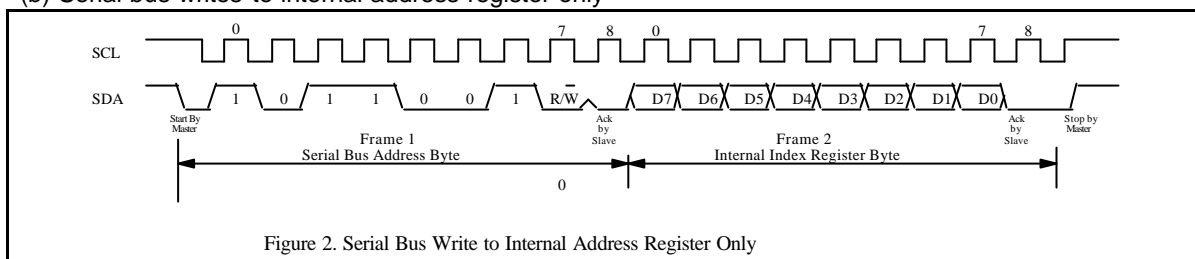 (b) Serial bus writes to internal address register only
0 7 8 0 7 8
SCL
SDA 1 0 1 1 0 0 1 R/W D7 D6 D5 D4 D3 D2 D1 D0
Start By Ack Ack Stop by
Master by by Master
Slave Slave
Frame 1 Frame 2
Serial Bus Address Byte Internal Index Register Byte
0
Figure 2. Serial Bus Write to Internal Address Register Only